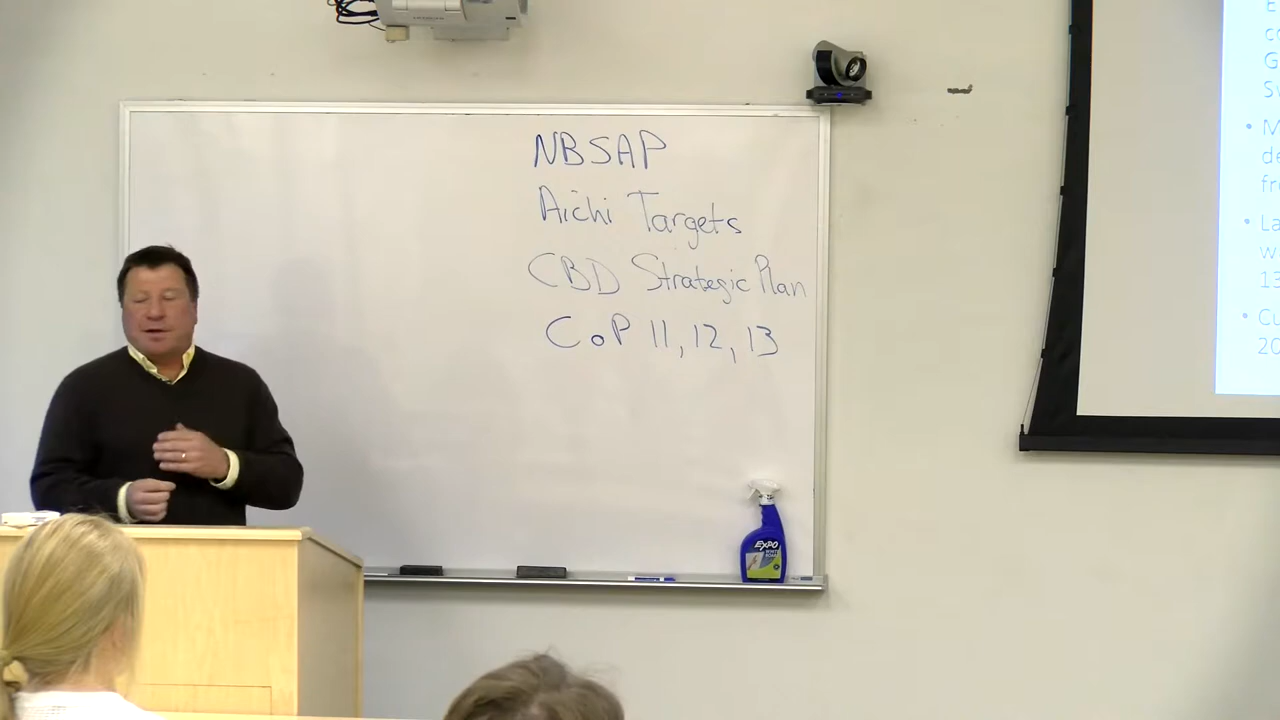 NBSAP
Aichi Targets
CBD Strategic Plan
CoP 11, 12, 13
EXPO